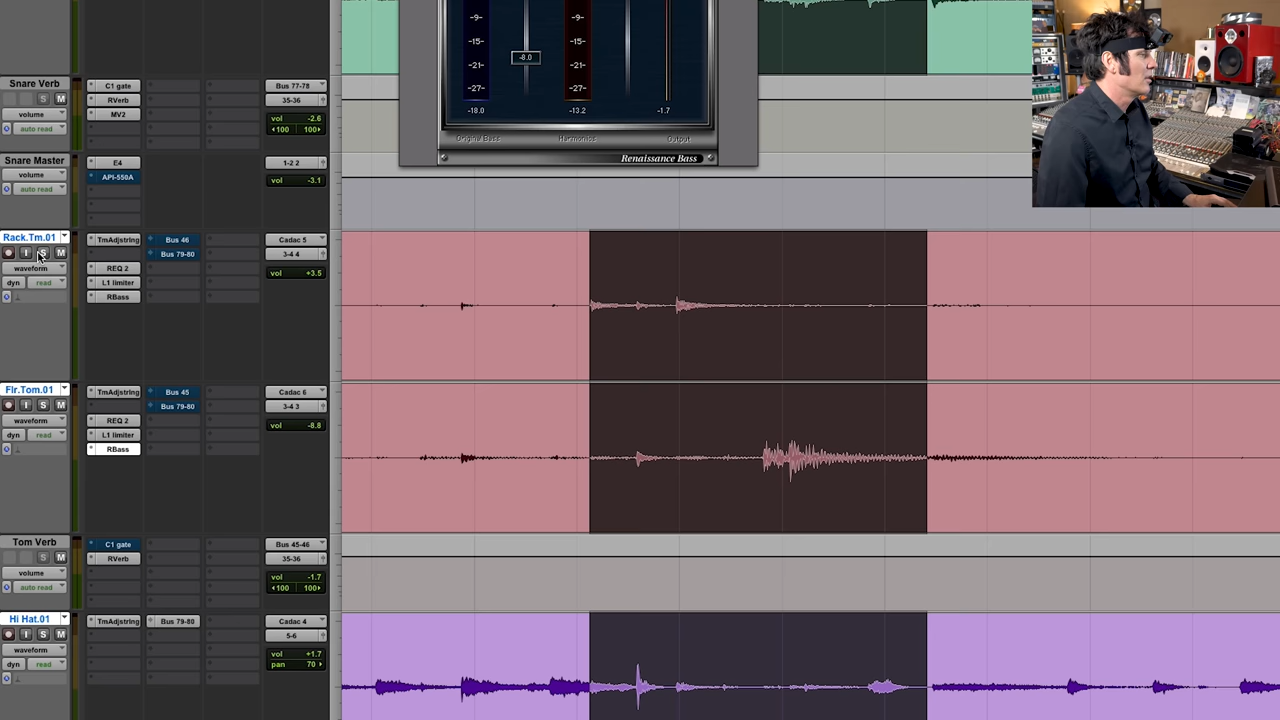 -9- -9-
-15- -15-
-21- -21-
-27- -27-
-8.0
-18.0 -13.2 -1.7
Original Bass Harmonics Output
Renaissance Bass
Snare Verb
S M
volume
auto read
C1 gate
RVerb
MV2
Bus 77-78
35-36
vol -2.6
100 100
Snare Master
volume
auto read
E4
API-550A
1-2 2
vol -3.1
Rack.Tm.01
I S M
waveform
dyn read
TmAdjstring
REQ 2
L1 limiter
RBass
Bus 46
Bus 79-80
Cadac 5
3-4 4
vol +3.5
Flr.Tom.01
I S M
waveform
dyn read
TmAdjstring
REQ 2
L1 limiter
RBass
Bus 45
Bus 79-80
Cadac 6
3-4 3
vol -8.8
Tom Verb
S M
volume
auto read
C1 gate
RVerb
Bus 45-46
35-36
vol -1.7
100 100
Hi Hat.01
I S M
waveform
dyn read
TmAdjstring
Bus 79-80
Cadac 4
5-6
vol +1.7
pan 70